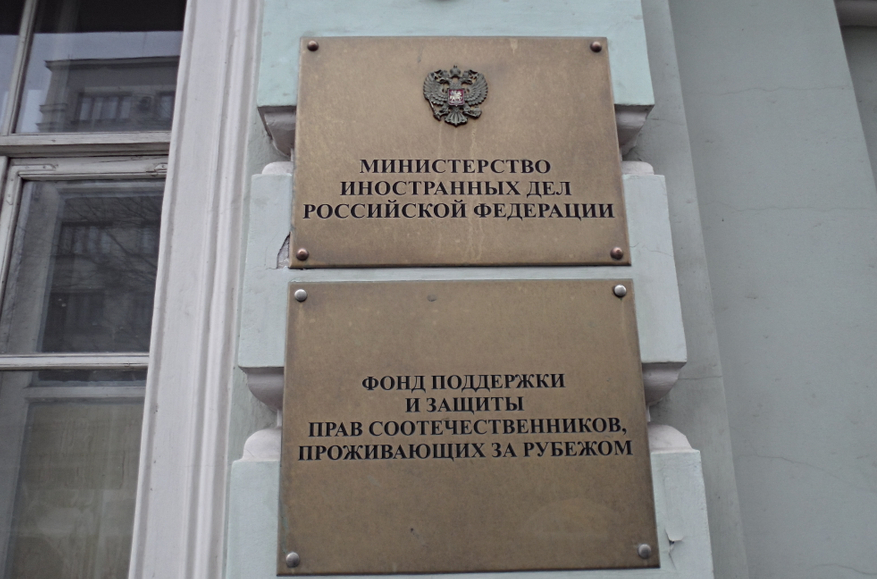 МИНИСТЕРСТВО
ИНОСТРАННЫХ ДЕЛ
РОССИЙСКОЙ ФЕДЕРАЦИИ
ФОНД ПОДДЕРЖКИ
И ЗАЩИТЫ
ПРАВ СООТЕЧЕСТВЕННИКОВ,
ПРОЖИВАЮЩИХ ЗА РУБЕЖОМ